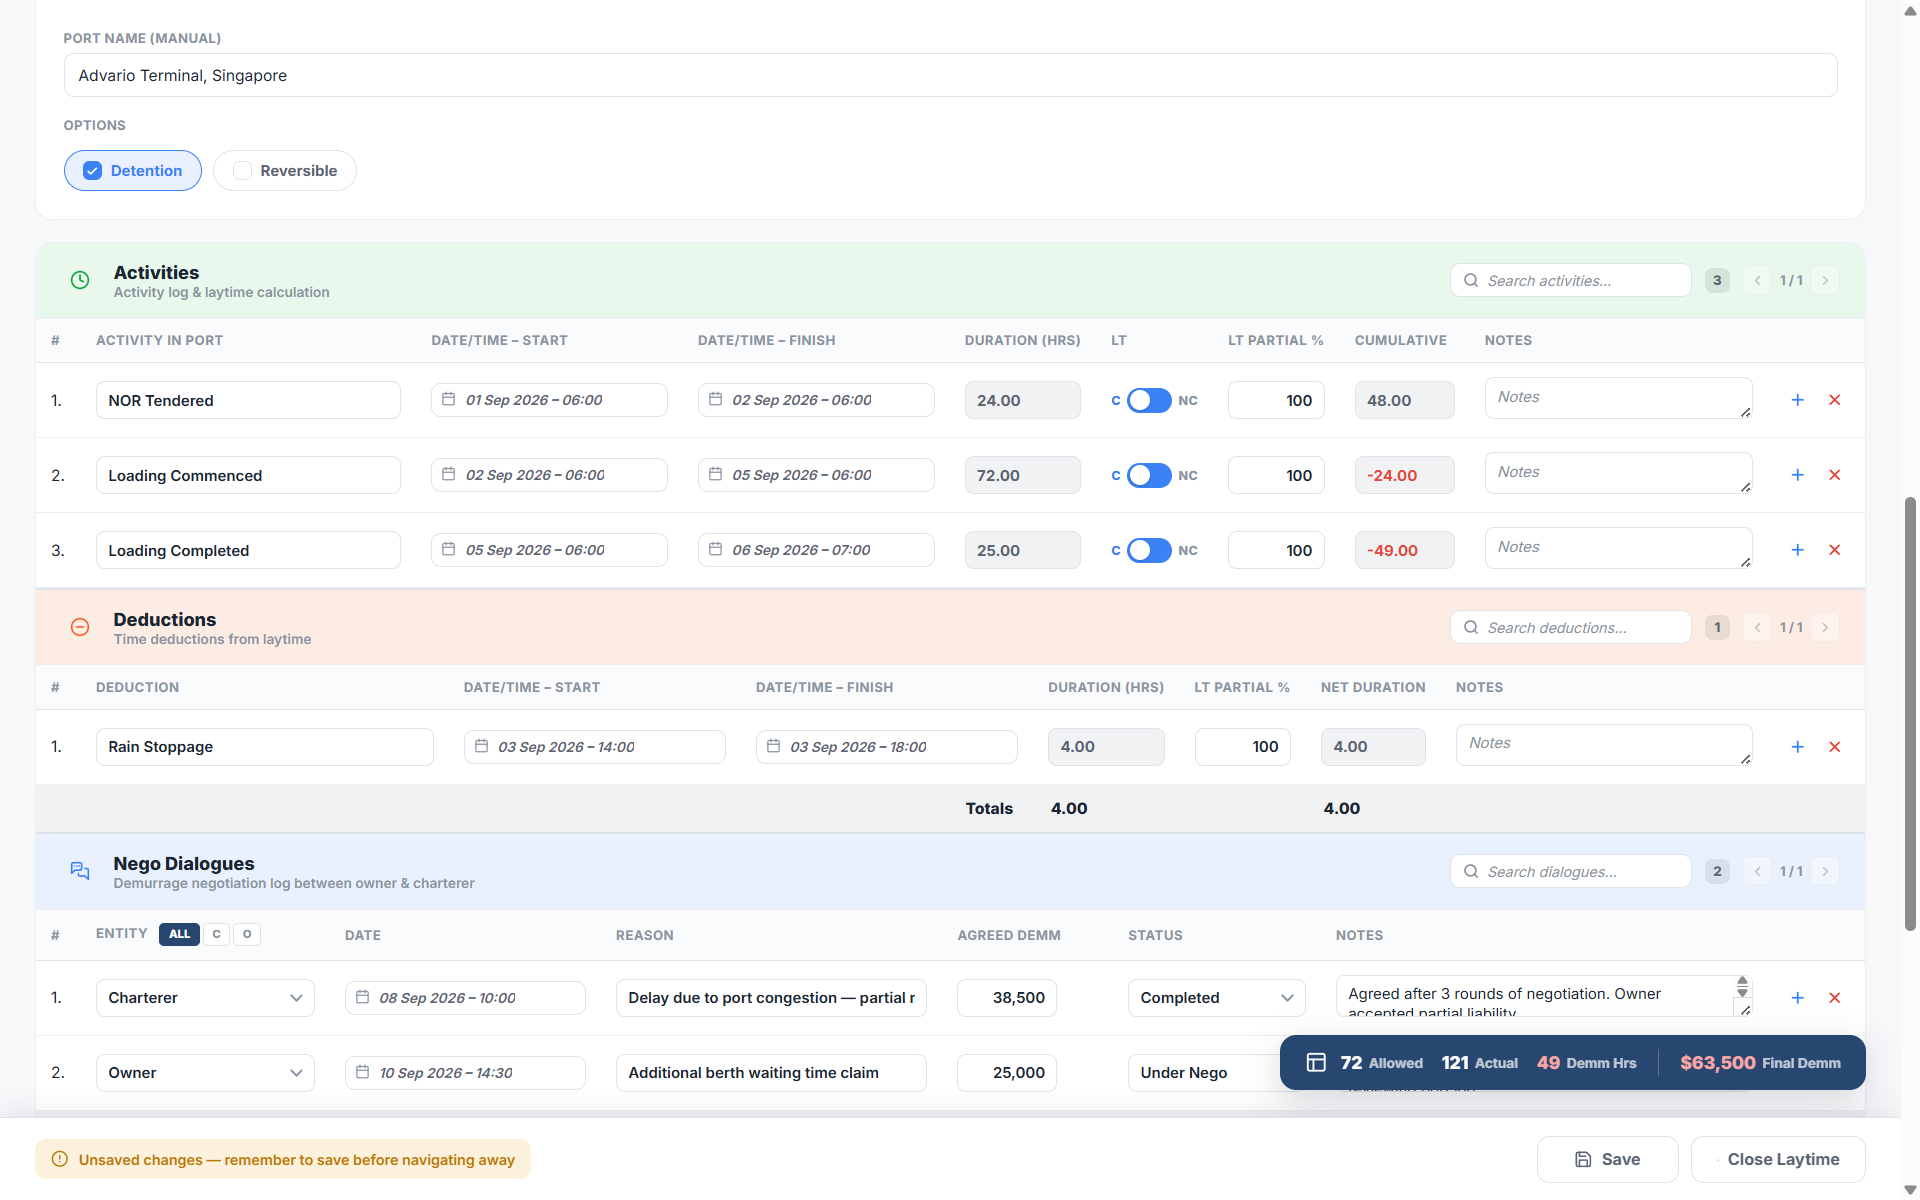 PORT NAME (MANUAL)
Advario Terminal, Singapore
OPTIONS
Detention
Reversible
Activities
Activity log & laytime calculation
Search activities...
3
1 / 1
# ACTIVITY IN PORT DATE/TIME – START DATE/TIME – FINISH DURATION (HRS) LT LT PARTIAL % CUMULATIVE NOTES
1. NOR Tendered 01 Sep 2026 – 06:00 02 Sep 2026 – 06:00 24.00 C NC 100 48.00 Notes
2. Loading Commenced 02 Sep 2026 – 06:00 05 Sep 2026 – 06:00 72.00 C NC 100 -24.00 Notes
3. Loading Completed 05 Sep 2026 – 06:00 06 Sep 2026 – 07:00 25.00 C NC 100 -49.00 Notes
Deductions
Time deductions from laytime
Search deductions...
1
1 / 1
# DEDUCTION DATE/TIME – START DATE/TIME – FINISH DURATION (HRS) LT PARTIAL % NET DURATION NOTES
1. Rain Stoppage 03 Sep 2026 – 14:00 03 Sep 2026 – 18:00 4.00 100 4.00 Notes
Totals 4.00 4.00
Nego Dialogues
Demurrage negotiation log between owner & charterer
Search dialogues...
2
1 / 1
# ENTITY ALL C O DATE REASON AGREED DEMM STATUS NOTES
1. Charterer 08 Sep 2026 – 10:00 Delay due to port congestion — partial r 38,500 Completed Agreed after 3 rounds of negotiation. Owner
accepted partial liability
2. Owner 10 Sep 2026 – 14:30 Additional berth waiting time claim 25,000 Under Nego
72 Allowed 121 Actual 49 Demm Hrs $63,500 Final Demm
Unsaved changes — remember to save before navigating away
Save
Close Laytime